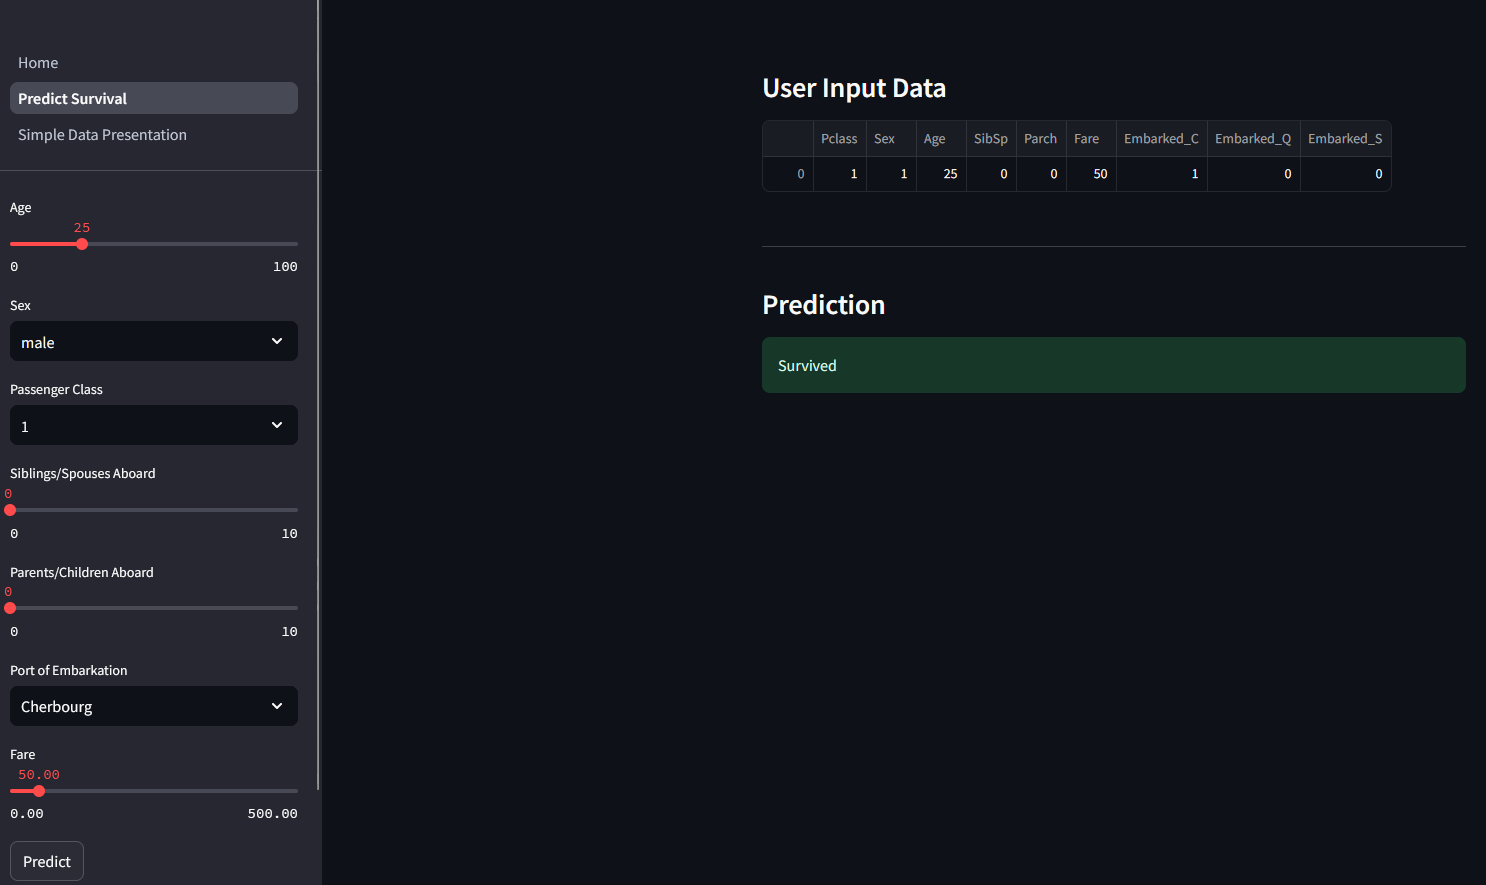 Home
Predict Survival
Simple Data Presentation
Age
25
0 100
Sex
male
Passenger Class
1
Siblings/Spouses Aboard
0
0 10
Parents/Children Aboard
0
0 10
Port of Embarkation
Cherbourg
Fare
50.00
0.00 500.00
Predict
User Input Data
Pclass Sex Age SibSp Parch Fare Embarked_C Embarked_Q Embarked_S
0 1 1 25 0 0 50 1 0 0
Prediction
Survived